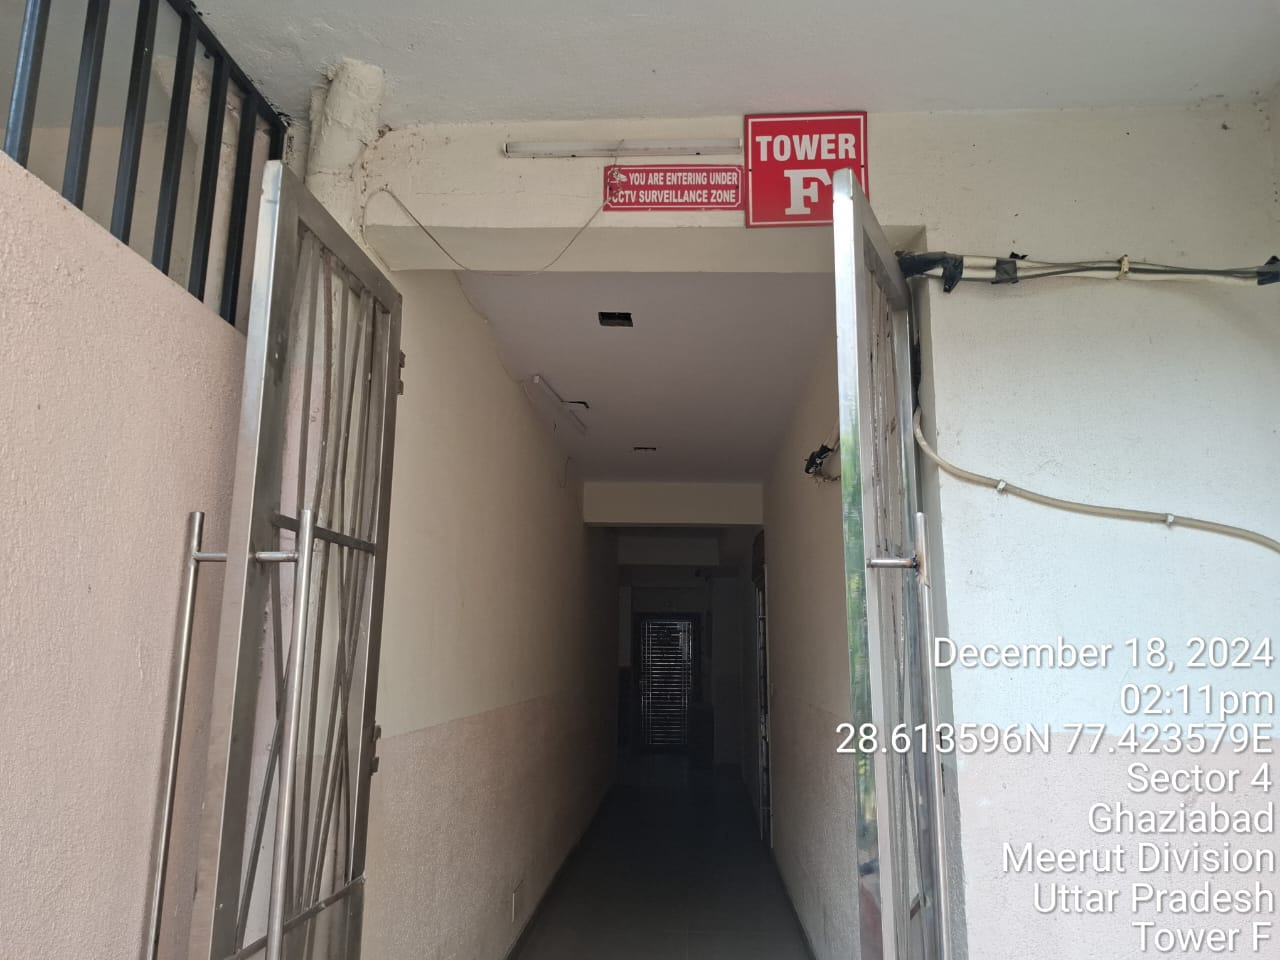 TOWER
F
YOU ARE ENTERING UNDER
CCTV SURVEILLANCE ZONE
December 18, 2024
02:11pm
28.613596N 77.423579E
Sector 4
Ghaziabad
Meerut Division
Uttar Pradesh
Tower F